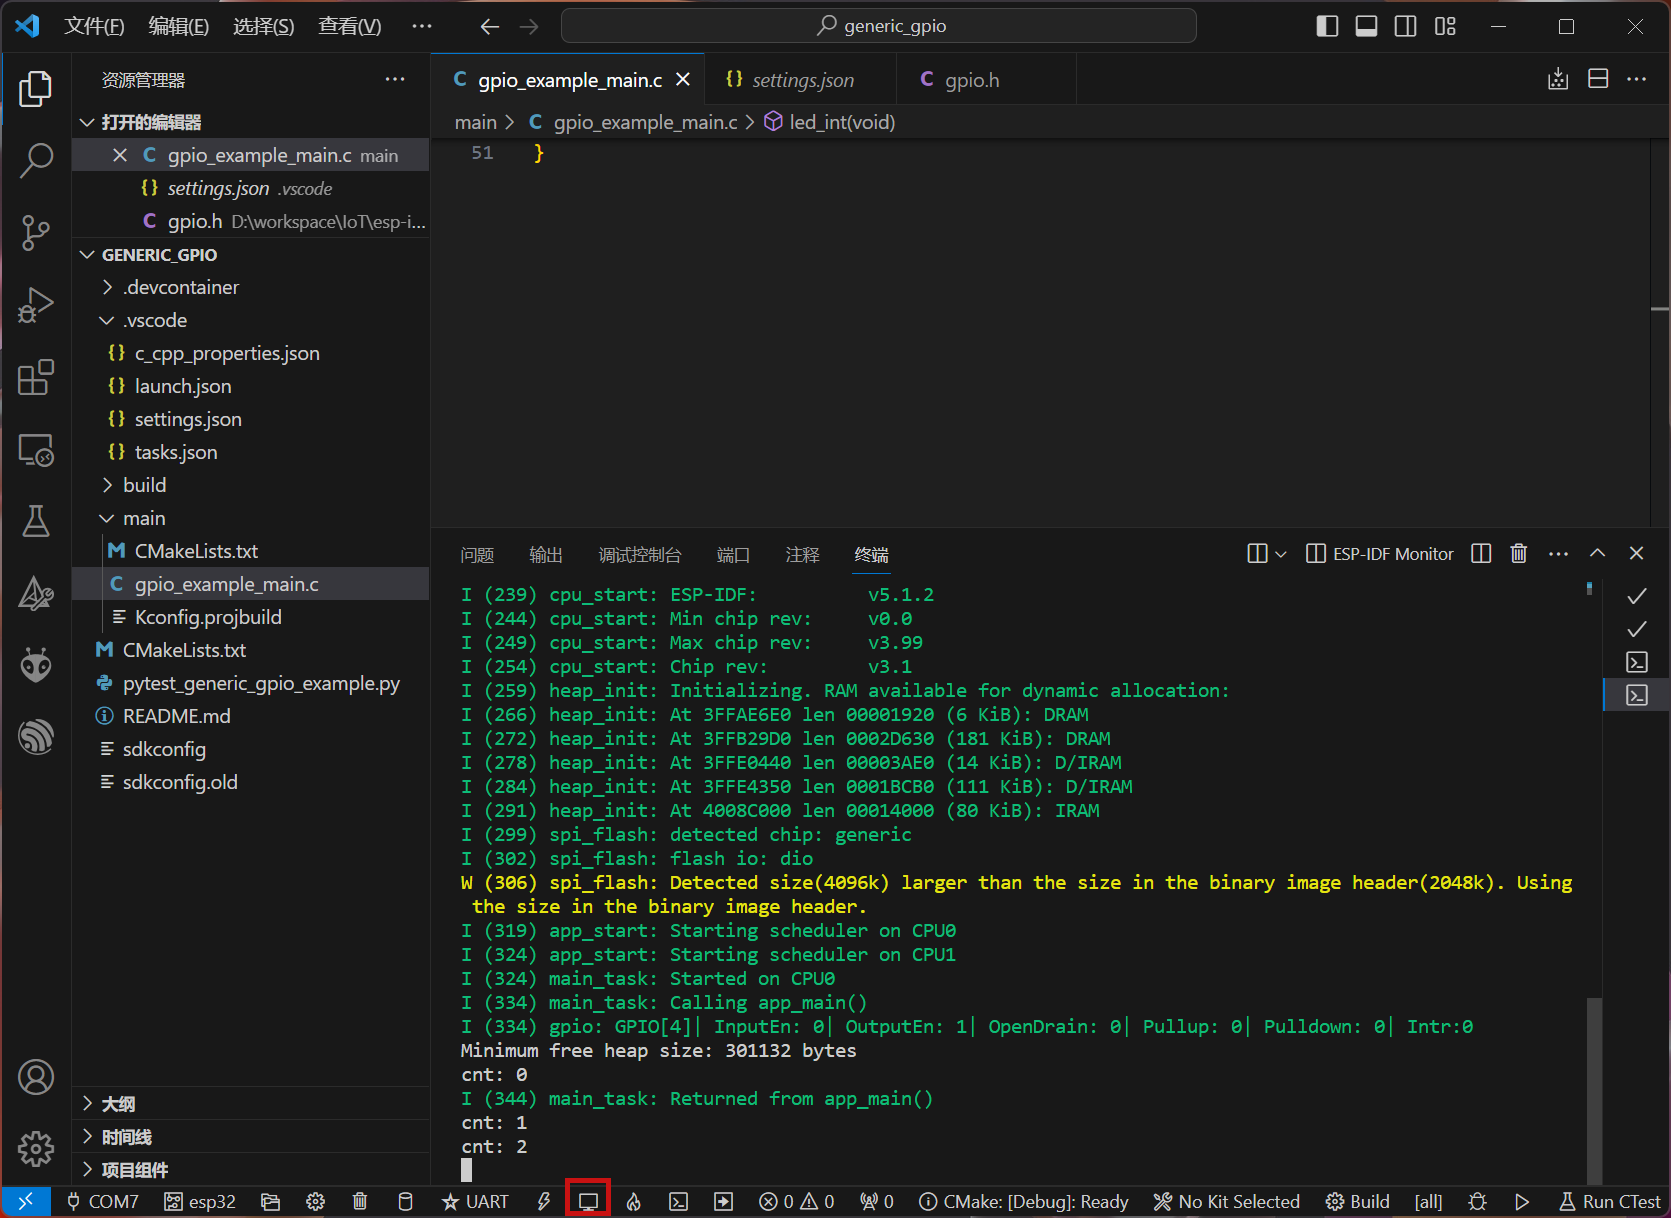 文件(F) 编辑(E) 选择(S) 查看(V) ··· generic_gpio
资源管理器 ···
gpio_example_main.c settings.json gpio.h
打开的编辑器
main > C gpio_example_main.c > led_int(void)
gpio_example_main.c main
settings.json .vscode
gpio.h D:\workspace\IoT\esp-i...
51 }
GENERIC_GPIO
.devcontainer
.vscode
c_cpp_properties.json
launch.json
settings.json
tasks.json
build
main
CMakeLists.txt
gpio_example_main.c
Kconfig.projbuild
CMakeLists.txt
pytest_generic_gpio_example.py
README.md
sdkconfig
sdkconfig.old
大纲
时间线
项目组件
问题 输出 调试控制台 端口 注释 终端 ESP-IDF Monitor
I (239) cpu_start: ESP-IDF: v5.1.2
I (244) cpu_start: Min chip rev: v0.0
I (249) cpu_start: Max chip rev: v3.99
I (254) cpu_start: Chip rev: v3.1
I (259) heap_init: Initializing. RAM available for dynamic allocation:
I (266) heap_init: At 3FFAE6E0 len 00001920 (6 KiB): DRAM
I (272) heap_init: At 3FFB29D0 len 0002D630 (181 KiB): DRAM
I (278) heap_init: At 3FFE0440 len 00003AE0 (14 KiB): D/IRAM
I (284) heap_init: At 3FFE4350 len 0001BCB0 (111 KiB): D/IRAM
I (291) heap_init: At 4008C000 len 00014000 (80 KiB): IRAM
I (299) spi_flash: detected chip: generic
I (302) spi_flash: flash io: dio
W (306) spi_flash: Detected size(4096k) larger than the size in the binary image header(2048k). Using
the size in the binary image header.
I (319) app_start: Starting scheduler on CPU0
I (324) app_start: Starting scheduler on CPU1
I (324) main_task: Started on CPU0
I (334) main_task: Calling app_main()
I (334) gpio: GPIO[4]| InputEn: 0| OutputEn: 1| OpenDrain: 0| Pullup: 0| Pulldown: 0| Intr:0
Minimum free heap size: 301132 bytes
cnt: 0
I (344) main_task: Returned from app_main()
cnt: 1
cnt: 2
COM7 esp32 UART 0 0 0 CMake: [Debug]: Ready No Kit Selected Build [all] Run CTest